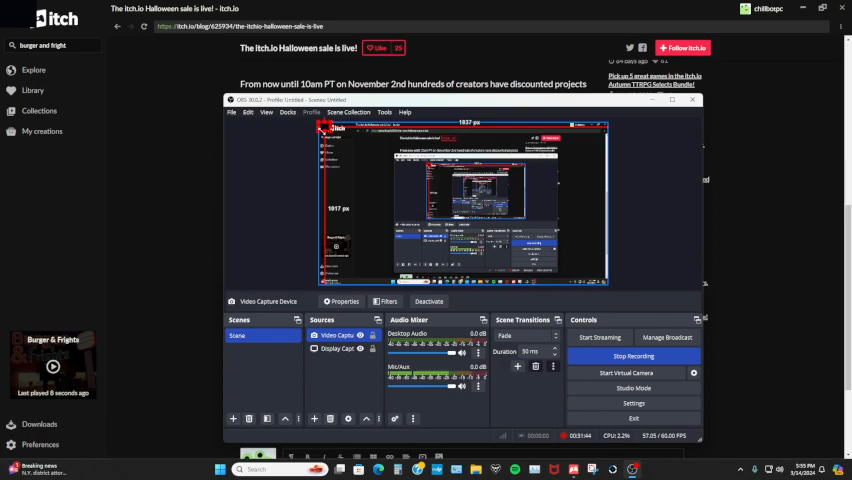 The itch.io Halloween sale is live! - itch.io
chillbotpc
itch
https://itch.io/blog/625934/the-itchio-halloween-sale-is-live
burger and fright
The itch.io Halloween sale is live!
Like 25
Follow itch.io
Explore
Library
Collections
My creations
64 days ago
61
Pick up 5 great games in the itch.io
Autumn TTRPG Selects Bundle!
From now until 10am PT on November 2nd hundreds of creators have discounted projects
OBS 30.0.2 - Profile: Untitled - Scenes: Untitled
File Edit View Docks Profile Scene Collection Tools Help
1837 px
1017 px
Video Capture Device
Properties
Filters
Deactivate
Scenes
Sources
Audio Mixer
Scene Transitions
Controls
Scene
Video Captu
Display Capt
Desktop Audio 0.0 dB
Mic/Aux 0.0 dB
Fade
Duration 50 ms
Start Streaming
Manage Broadcast
Stop Recording
Start Virtual Camera
Studio Mode
Settings
Exit
00:00:00
00:31:44
CPU: 2.2%
57.05 / 60.00 FPS
Burger & Frights
Last played 8 seconds ago
Downloads
Preferences
Breaking news
N.Y. district attor...
Search
5:35 PM
3/14/2024